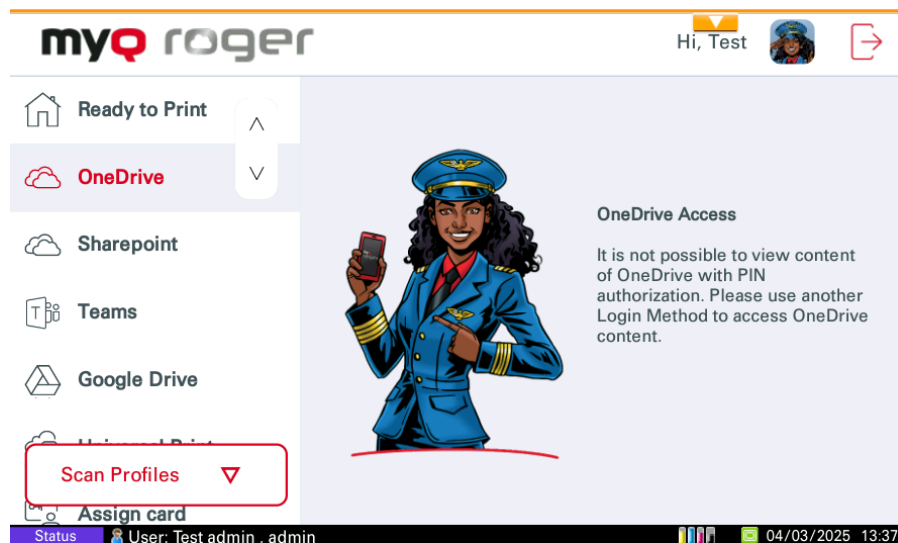 myQ roger
Hi, Test
Ready to Print
OneDrive
Sharepoint
Teams
Google Drive
Universal Print
Scan Profiles
Assign card
OneDrive Access
It is not possible to view content
of OneDrive with PIN
authorization. Please use another
Login Method to access OneDrive
content.
Status
User: Test admin . admin
04/03/2025 13:37